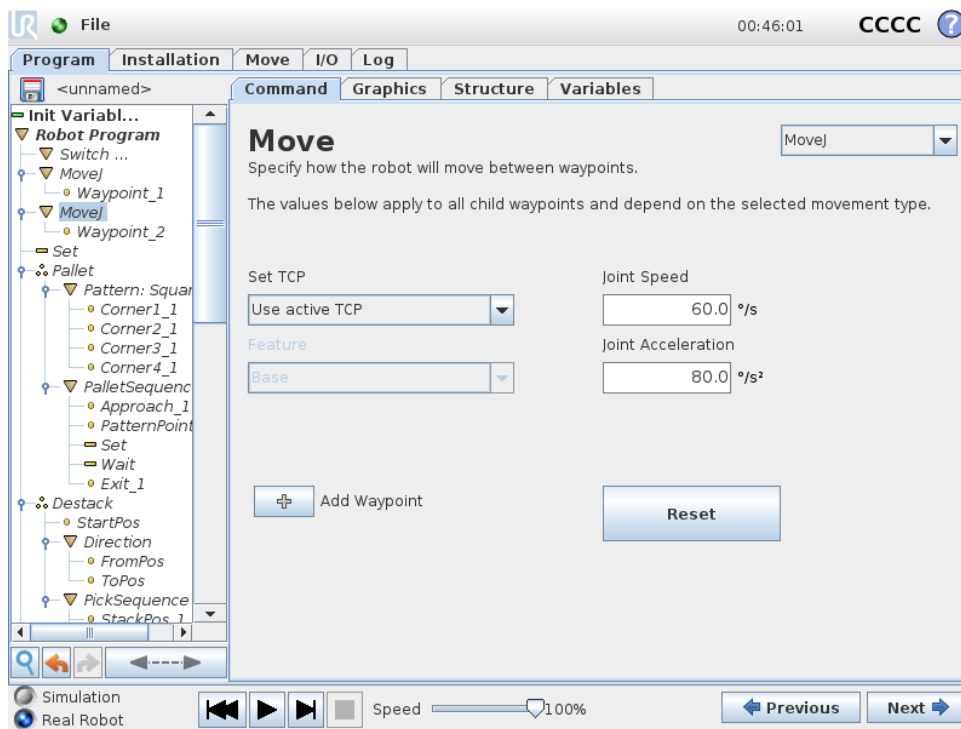 UR File 00:46:01 CCCC ?
Program Installation Move I/O Log
<unnamed> Command Graphics Structure Variables
Init Variabl...
Robot Program
Switch ...
MoveJ
Waypoint_1
MoveJ
Waypoint_2
Set
Pallet
Pattern: Squar
Corner1_1
Corner2_1
Corner3_1
Corner4_1
PalletSequenc
Approach_1
PatternPoint
Set
Wait
Exit_1
Destack
StartPos
Direction
FromPos
ToPos
PickSequence
StackPos_1
Move MoveJ
Specify how the robot will move between waypoints.
The values below apply to all child waypoints and depend on the selected movement type.
Set TCP Joint Speed
Use active TCP 60.0 °/s
Feature Joint Acceleration
Base 80.0 °/s²
Add Waypoint Reset
Simulation
Real Robot
Speed 100% Previous Next